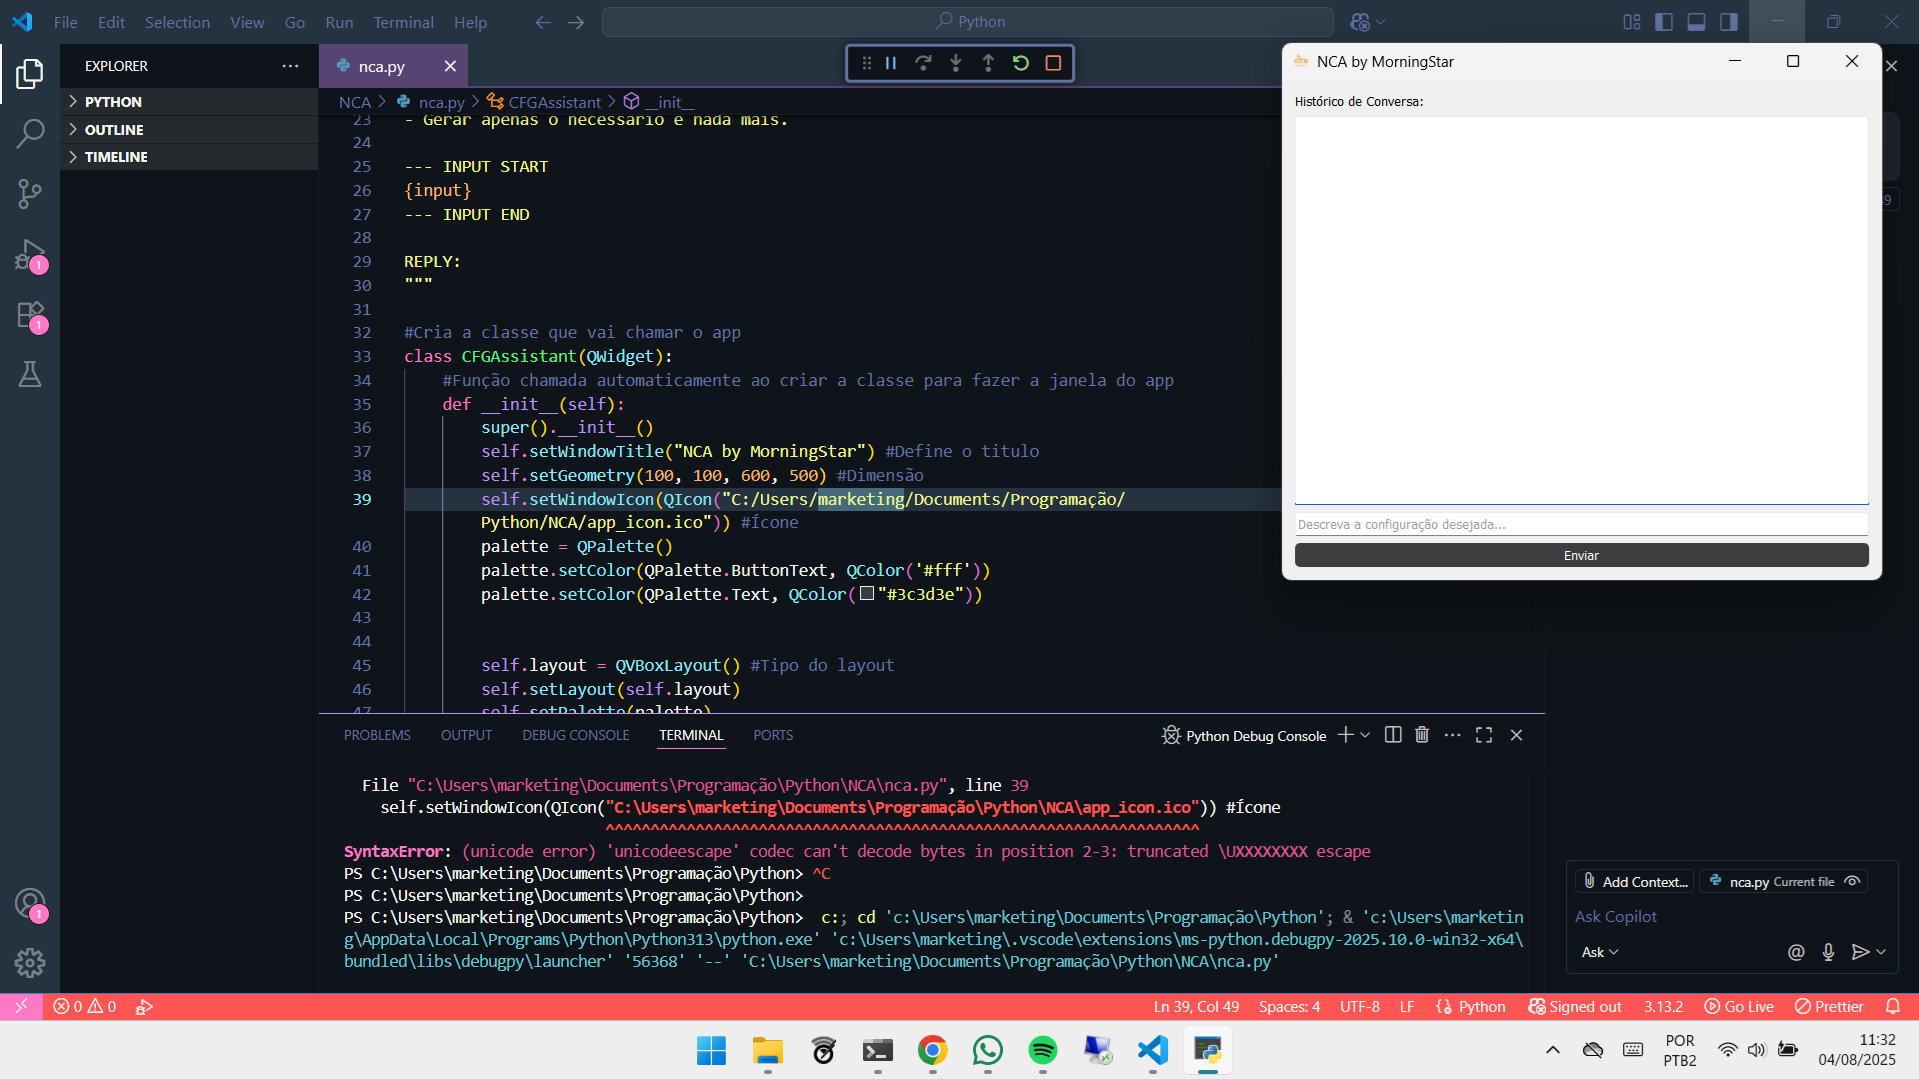 File Edit Selection View Go Run Terminal Help
Python
EXPLORER
PYTHON
OUTLINE
TIMELINE
nca.py
NCA > nca.py > CFGAssistant > __init__
23 - Gerar apenas o necessário e nada mais.
24
25 --- INPUT START
26 {input}
27 --- INPUT END
28
29 REPLY:
30 """
31
32 #Cria a classe que vai chamar o app
33 class CFGAssistant(QWidget):
34 #Função chamada automaticamente ao criar a classe para fazer a janela do app
35 def __init__(self):
36 super().__init__()
37 self.setWindowTitle("NCA by MorningStar") #Define o titulo
38 self.setGeometry(100, 100, 600, 500) #Dimensão
39 self.setWindowIcon(QIcon("C:/Users/marketing/Documents/Programação/
Python/NCA/app_icon.ico")) #Ícone
40 palette = QPalette()
41 palette.setColor(QPalette.ButtonText, QColor('#fff'))
42 palette.setColor(QPalette.Text, QColor("#3c3d3e"))
43
44
45 self.layout = QVBoxLayout() #Tipo do layout
46 self.setLayout(self.layout)
47 self.setPalette(palette)
NCA by MorningStar
Histórico de Conversa:
Descreva a configuração desejada...
Enviar
PROBLEMS OUTPUT DEBUG CONSOLE TERMINAL PORTS
Python Debug Console
File "C:\Users\marketing\Documents\Programação\Python\NCA\nca.py", line 39
self.setWindowIcon(QIcon("C:\Users\marketing\Documents\Programação\Python\NCA\app_icon.ico")) #Ícone
^^^^^^^^^^^^^^^^^^^^^^^^^^^^^^^^^^^^^^^^^^^^^^^^^^^^^^^^^^^^^^^^^^
SyntaxError: (unicode error) 'unicodeescape' codec can't decode bytes in position 2-3: truncated \UXXXXXXXX escape
PS C:\Users\marketing\Documents\Programação\Python> ^C
PS C:\Users\marketing\Documents\Programação\Python>
PS C:\Users\marketing\Documents\Programação\Python> c:; cd 'c:\Users\marketing\Documents\Programação\Python'; & 'c:\Users\marketin
g\AppData\Local\Programs\Python\Python313\python.exe' 'c:\Users\marketing\.vscode\extensions\ms-python.debugpy-2025.10.0-win32-x64\
bundled\libs\debugpy\launcher' '56368' '--' 'C:\Users\marketing\Documents\Programação\Python\NCA\nca.py'
Add Context...
nca.py Current file
Ask Copilot
Ask
1
1
1
0 0
Ln 39, Col 49 Spaces: 4 UTF-8 LF Python Signed out 3.13.2 Go Live Prettier
POR
PTB2
11:32
04/08/2025